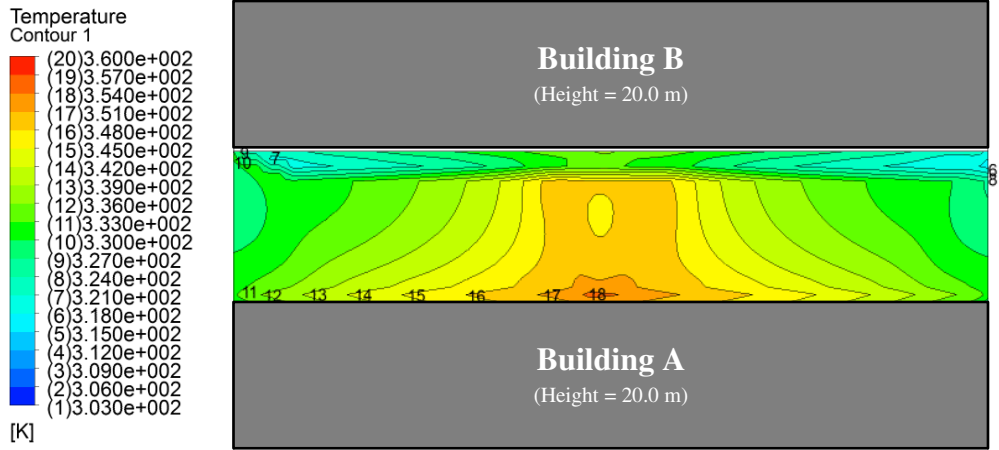 Temperature
Contour 1
(20)3.600e+002
(19)3.570e+002
(18)3.540e+002
(17)3.510e+002
(16)3.480e+002
(15)3.450e+002
(14)3.420e+002
(13)3.390e+002
(12)3.360e+002
(11)3.330e+002
(10)3.300e+002
(9)3.270e+002
(8)3.240e+002
(7)3.210e+002
(6)3.180e+002
(5)3.150e+002
(4)3.120e+002
(3)3.090e+002
(2)3.060e+002
(1)3.030e+002
[K]
Building B
(Height = 20.0 m)
9
10
7
6
8
11 12 13 14 15 16 17 18
Building A
(Height = 20.0 m)